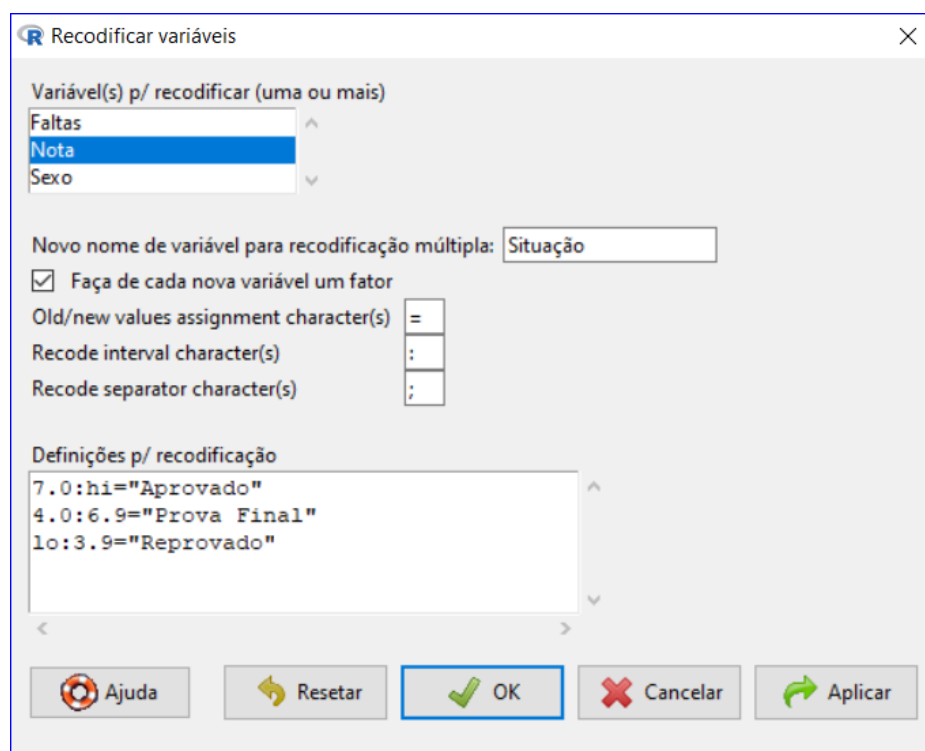 Recodificar variáveis
Variável(s) p/ recodificar (uma ou mais)
Faltas
Nota
Sexo
Novo nome de variável para recodificação múltipla: Situação
Faça de cada nova variável um fator
Old/new values assignment character(s) =
Recode interval character(s) :
Recode separator character(s) ;
Definições p/ recodificação
7.0:hi="Aprovado"
4.0:6.9="Prova Final"
lo:3.9="Reprovado"
Ajuda Resetar OK Cancelar Aplicar